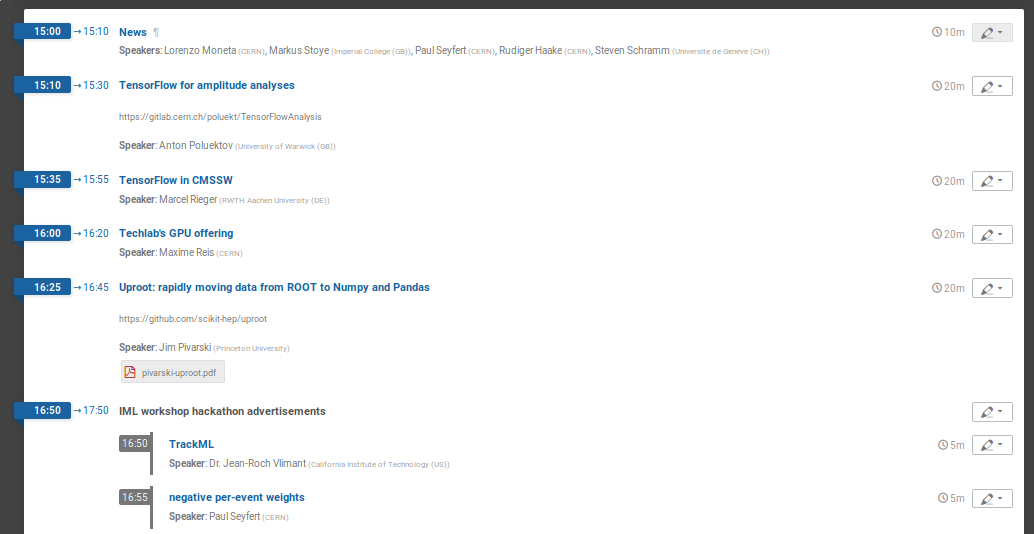 15:00 → 15:10 News ¶ 10m
Speakers: Lorenzo Moneta (CERN), Markus Stoye (Imperial College (GB)), Paul Seyfert (CERN), Rudiger Haake (CERN), Steven Schramm (Universite de Geneve (CH))
15:10 → 15:30 TensorFlow for amplitude analyses 20m
https://gitlab.cern.ch/poluekt/TensorFlowAnalysis
Speaker: Anton Poluektov (University of Warwick (GB))
15:35 → 15:55 TensorFlow in CMSSW 20m
Speaker: Marcel Rieger (RWTH Aachen University (DE))
16:00 → 16:20 Techlab's GPU offering 20m
Speaker: Maxime Reis (CERN)
16:25 → 16:45 Uproot: rapidly moving data from ROOT to Numpy and Pandas 20m
https://github.com/scikit-hep/uproot
Speaker: Jim Pivarski (Princeton University)
pivarski-uproot.pdf
16:50 → 17:50 IML workshop hackathon advertisements
16:50 TrackML 5m
Speaker: Dr. Jean-Roch Vlimant (California Institute of Technology (US))
16:55 negative per-event weights 5m
Speaker: Paul Seyfert (CERN)